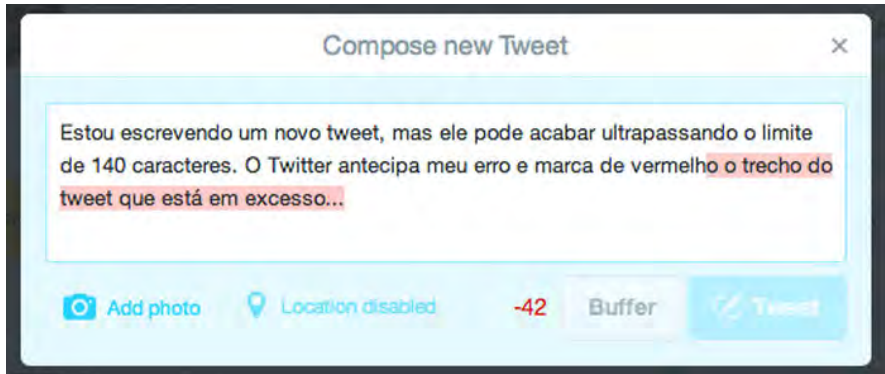 Compose new Tweet
Estou escrevendo um novo tweet, mas ele pode acabar ultrapassando o limite
de 140 caracteres. O Twitter antecipa meu erro e marca de vermelho o trecho do
tweet que está em excesso...
Add photo Location disabled -42 Buffer Tweet